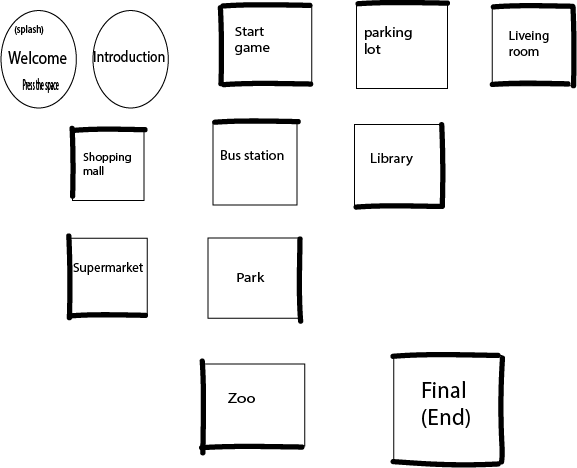 (splash)
Welcome
Press the space
Introduction
Start
game
parking
lot
Liveing
room
Shopping
mall
Bus station
Library
Supermarket
Park
Zoo
Final
(End)